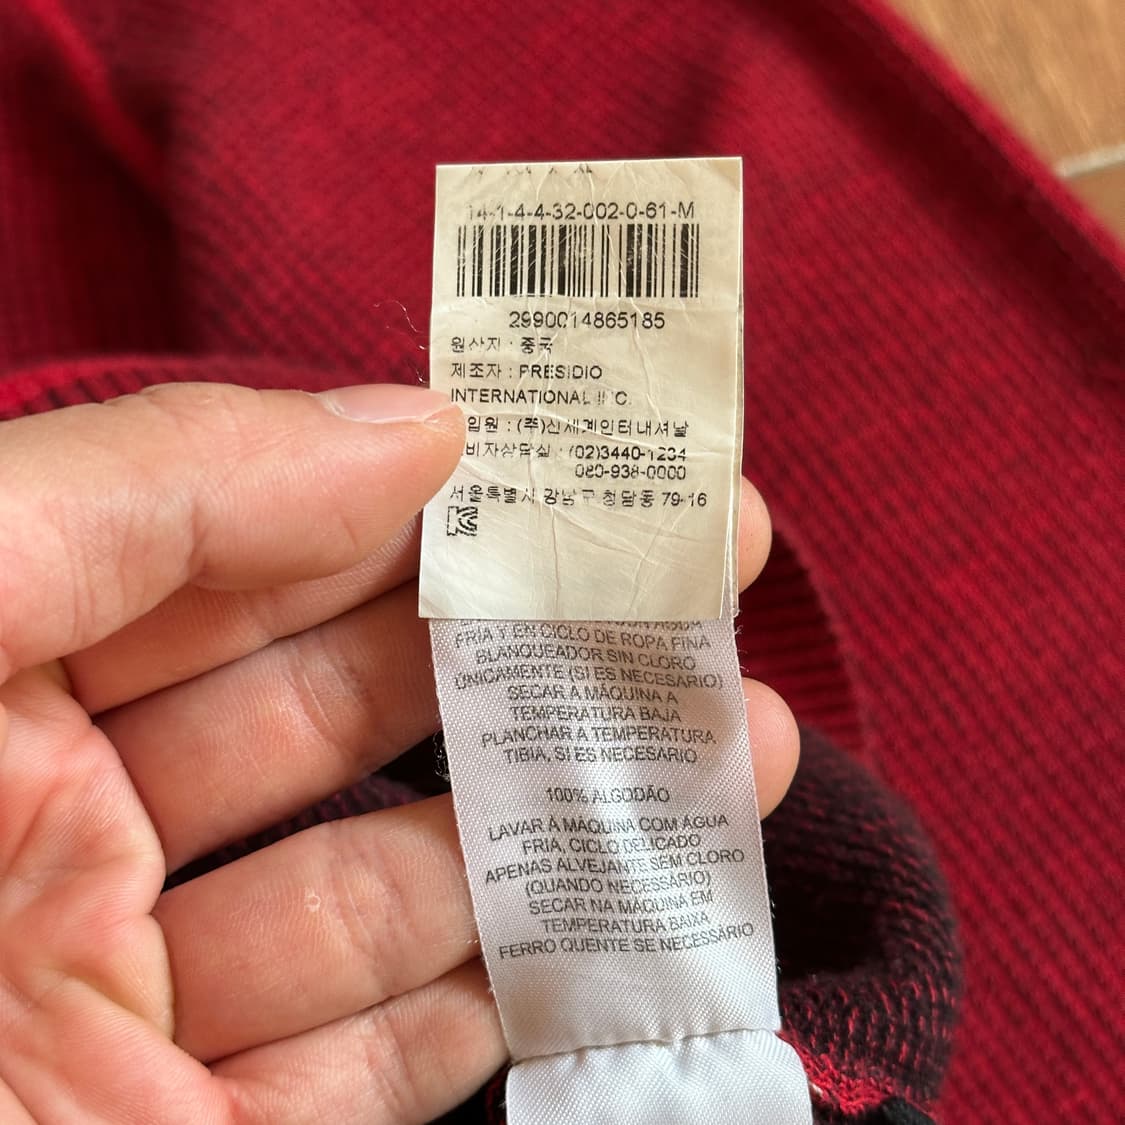 14-1-4-4-32-002-0-61-M
2990014865185
원산지 : 중국
제조자 : PRESIDIO
INTERNATIONAL INC.
입원 : (주)신세계인터내셔날
비자상담실 : (02)3440-1234
080-938-0000
서울특별시 강남구 청담동 79-16
FRIA Y EN CICLO DE ROPA FINA
BLANQUEADOR SIN CLORO
ÚNICAMENTE (SI ES NECESARIO)
SECAR A MÁQUINA A
TEMPERATURA BAJA
PLANCHAR A TEMPERATURA
TIBIA, SI ES NECESARIO
100% ALGODÃO
LAVAR À MÁQUINA COM ÁGUA
FRIA, CICLO DELICADO
APENAS ALVEJANTE SEM CLORO
(QUANDO NECESSÁRIO)
SECAR NA MÁQUINA EM
TEMPERATURA BAIXA
FERRO QUENTE SE NECESSÁRIO